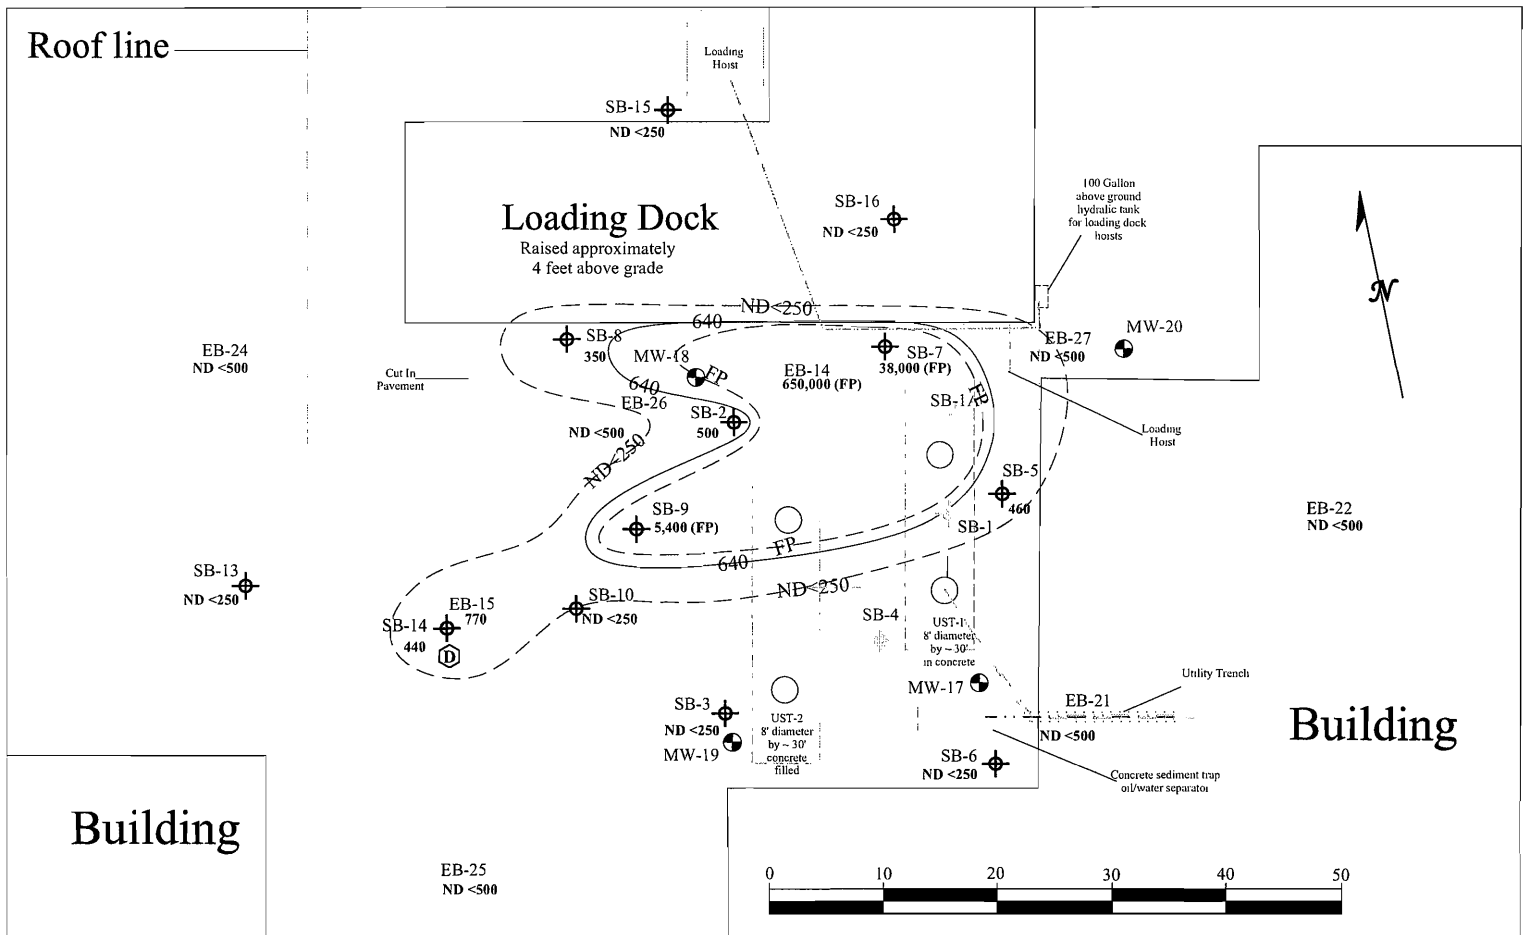 Roof line
Loading
Hoist
SB-15
ND <250
100 Gallon
above ground
hydralic tank
for loading dock
hoists
SB-16
ND <250
Loading Dock
Raised approximately
4 feet above grade
N
ND <250
640
SB-8
350
MW-18
FP
640
EB-24
ND <500
Cut In
Pavement
EB-26
ND <500
SB-2
500
EB-14
650,000 (FP)
SB-7
38,000 (FP)
FP
SB-1A
EB-27
ND <500
MW-20
Loading
Hoist
ND <250
SB-5
460
SB-9
5,400 (FP)
SB-1
EB-22
ND <500
FP
640
ND <250
SB-13
ND <250
SB-14
440
EB-15
770
D
SB-10
ND <250
SB-4
UST-1
8' diameter
by ~ 30'
in concrete
MW-17
Utility Trench
EB-21
ND <500
SB-3
ND <250
MW-19
UST-2
8' diameter
by ~ 30'
concrete
filled
SB-6
ND <250
Concrete sediment trap
oil/water separator
Building
Building
EB-25
ND <500
0 10 20 30 40 50